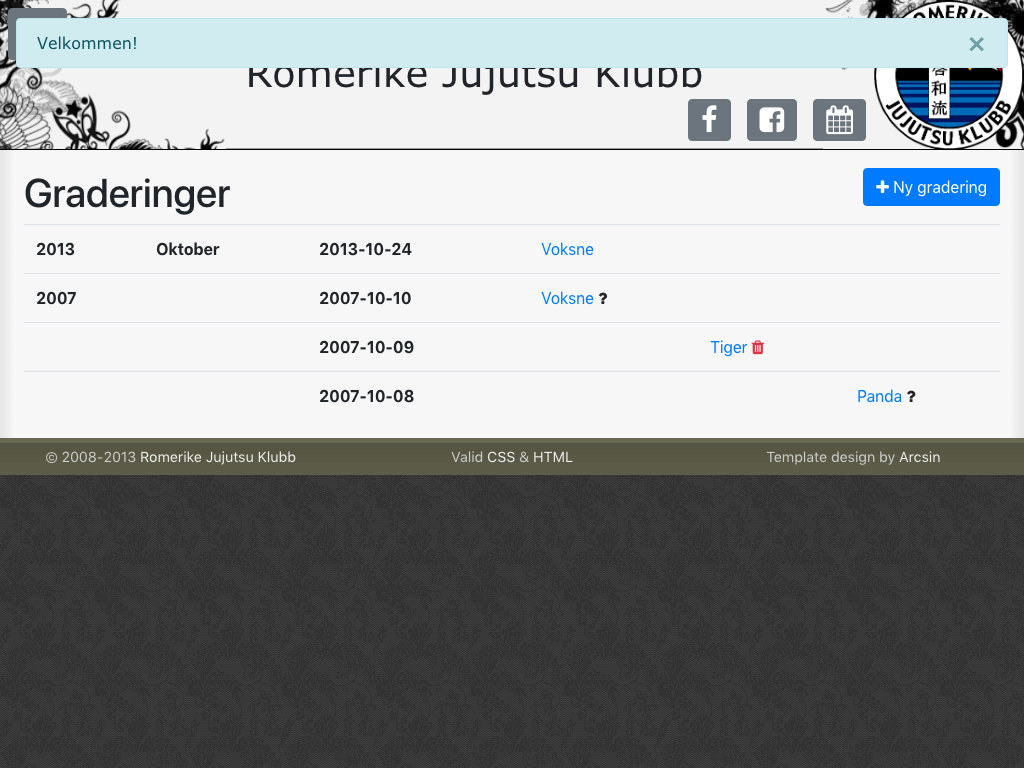 Velkommen! ×
Romerike Jujutsu Klubb
ROMERIK
啓和流
JUJUTSU KLUBB
Graderinger
Ny gradering
2013 Oktober 2013-10-24 Voksne
2007 2007-10-10 Voksne ?
2007-10-09 Tiger
2007-10-08 Panda ?
© 2008-2013 Romerike Jujutsu Klubb Valid CSS & HTML Template design by Arcsin